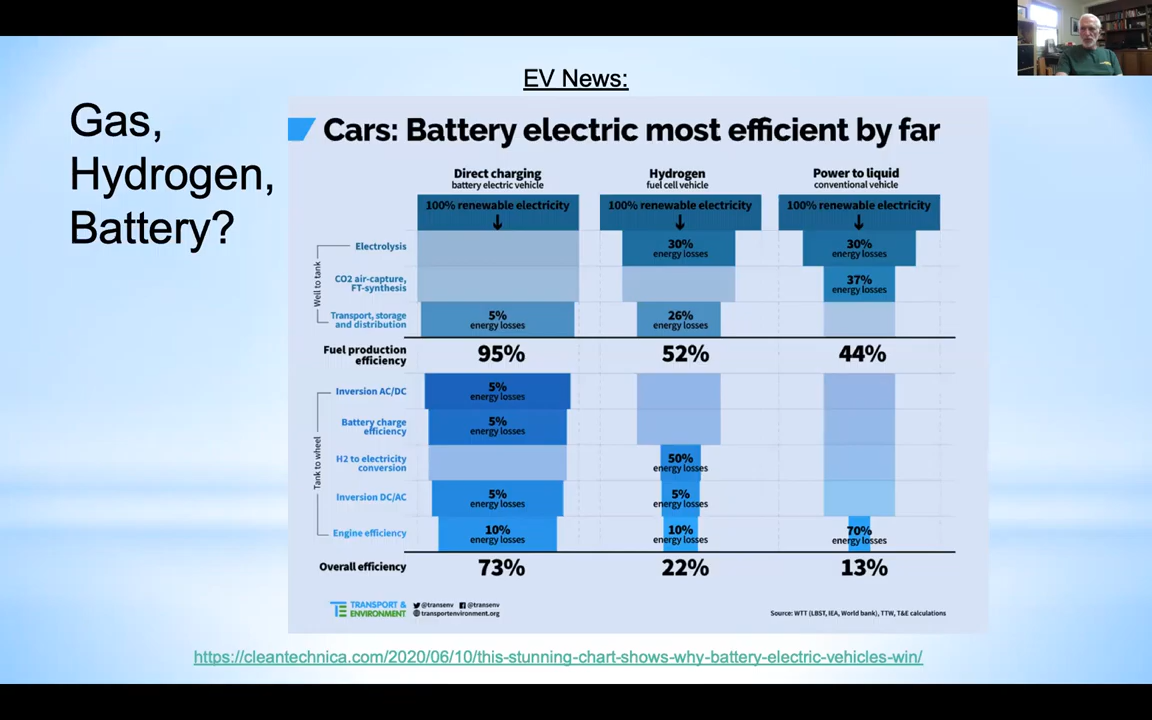 EV News:
Gas,
Hydrogen,
Battery?
Cars: Battery electric most efficient by far
Direct charging
battery electric vehicle
Hydrogen
fuel cell vehicle
Power to liquid
conventional vehicle
100% renewable electricity
100% renewable electricity
100% renewable electricity
Well to tank
Electrolysis
30%
energy losses
30%
energy losses
CO2 air-capture,
FT-synthesis
37%
energy losses
Transport, storage
and distribution
5%
energy losses
26%
energy losses
Fuel production
efficiency
95%
52%
44%
Tank to wheel
Inversion AC/DC
5%
energy losses
Battery charge
efficiency
5%
energy losses
H2 to electricity
conversion
50%
energy losses
Inversion DC/AC
5%
energy losses
5%
energy losses
Engine efficiency
10%
energy losses
10%
energy losses
70%
energy losses
Overall efficiency
73%
22%
13%
TE TRANSPORT &
ENVIRONMENT
@transenv @transenv
transportenvironment.org
Source: WTT (LBST, IEA, World bank), TTW, T&E calculations
https://cleantechnica.com/2020/06/10/this-stunning-chart-shows-why-battery-electric-vehicles-win/